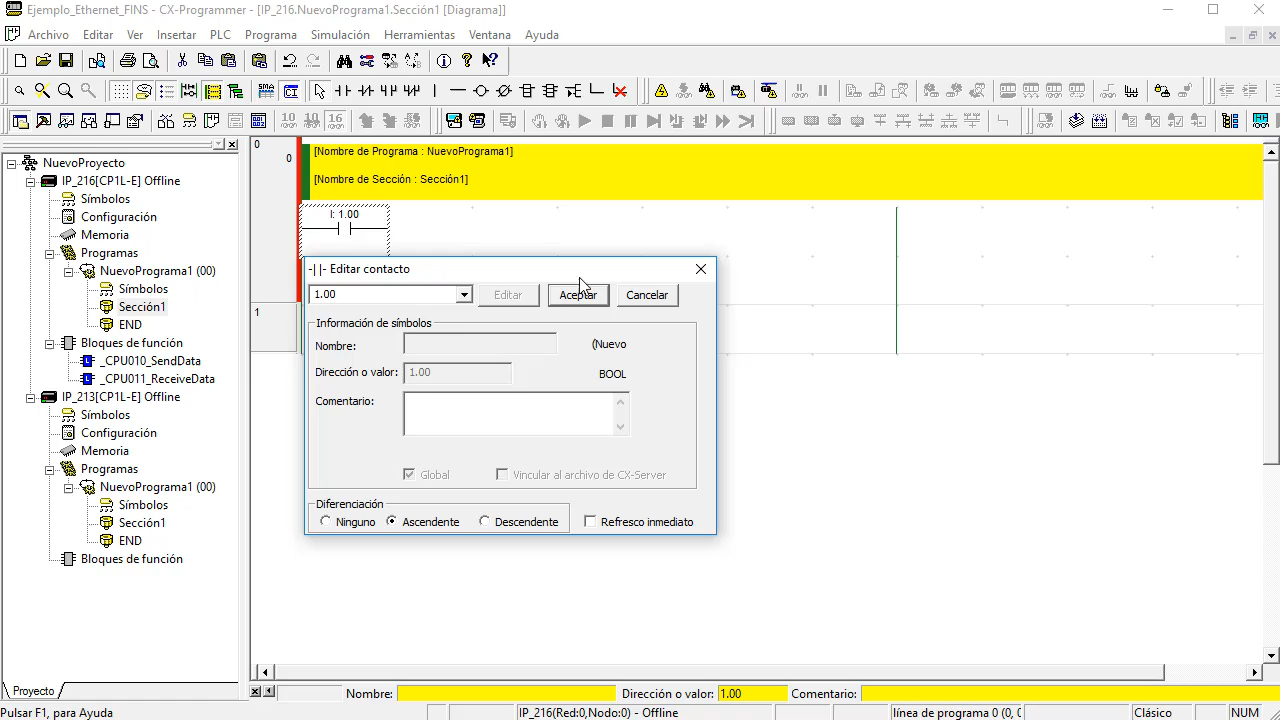 Ejemplo_Ethernet_FINS - CX-Programmer - [IP_216.NuevoPrograma1.Sección1 [Diagrama]]
Archivo Editar Ver Insertar PLC Programa Simulación Herramientas Ventana Ayuda
SMA
10 10 16
NuevoProyecto
IP_216[CP1L-E] Offline
Símbolos
Configuración
Memoria
Programas
NuevoPrograma1 (00)
Símbolos
Sección1
END
Bloques de función
_CPU010_SendData
_CPU011_ReceiveData
IP_213[CP1L-E] Offline
Símbolos
Configuración
Memoria
Programas
NuevoPrograma1 (00)
Símbolos
Sección1
END
Bloques de función
Proyecto
0
0
[Nombre de Programa : NuevoPrograma1]
[Nombre de Sección : Sección1]
I: 1.00
1
-| |- Editar contacto
1.00 Editar Aceptar Cancelar
Información de símbolos
Nombre: (Nuevo
Dirección o valor: 1.00 BOOL
Comentario:
Global Vincular al archivo de CX-Server
Diferenciación
Ninguno Ascendente Descendente Refresco inmediato
Nombre: Dirección o valor: 1.00 Comentario:
Pulsar F1, para Ayuda IP_216(Red:0,Nodo:0) - Offline línea de programa 0 (0, 0 Clásico NUM